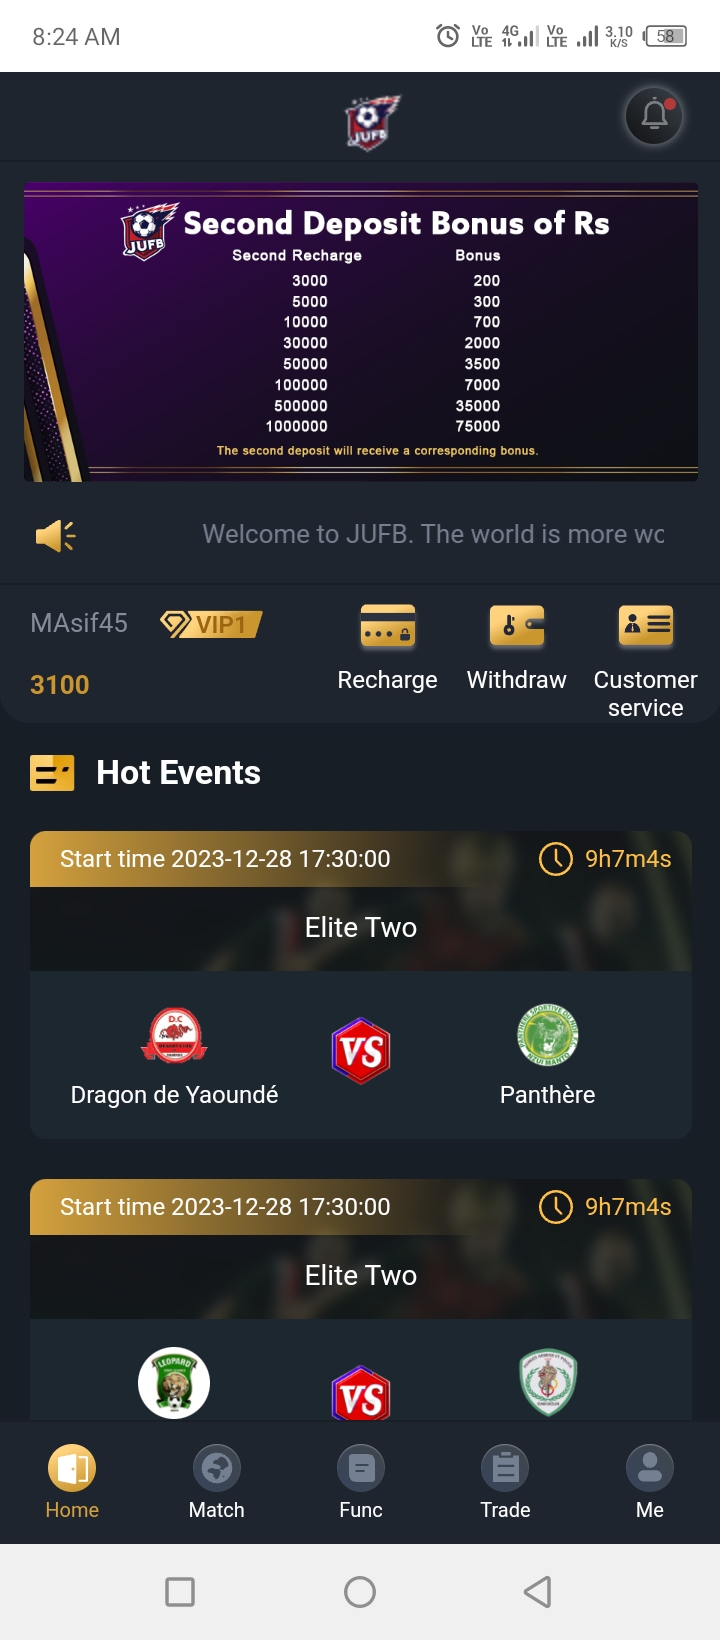 8:24 AM
Vo LTE 4G Vo LTE 3.10 K/S 58
JUFB
JUFB
Second Deposit Bonus of Rs
Second Recharge Bonus
3000 200
5000 300
10000 700
30000 2000
50000 3500
100000 7000
500000 35000
1000000 75000
The second deposit will receive a corresponding bonus.
Welcome to JUFB. The world is more wo
MAsif45 VIP1
3100
Recharge
Withdraw
Customer
service
Hot Events
Start time 2023-12-28 17:30:00 9h7m4s
Elite Two
D.C
VS
Dragon de Yaoundé
Panthère
Start time 2023-12-28 17:30:00 9h7m4s
Elite Two
LEOPARD
VS
Home
Match
Func
Trade
Me